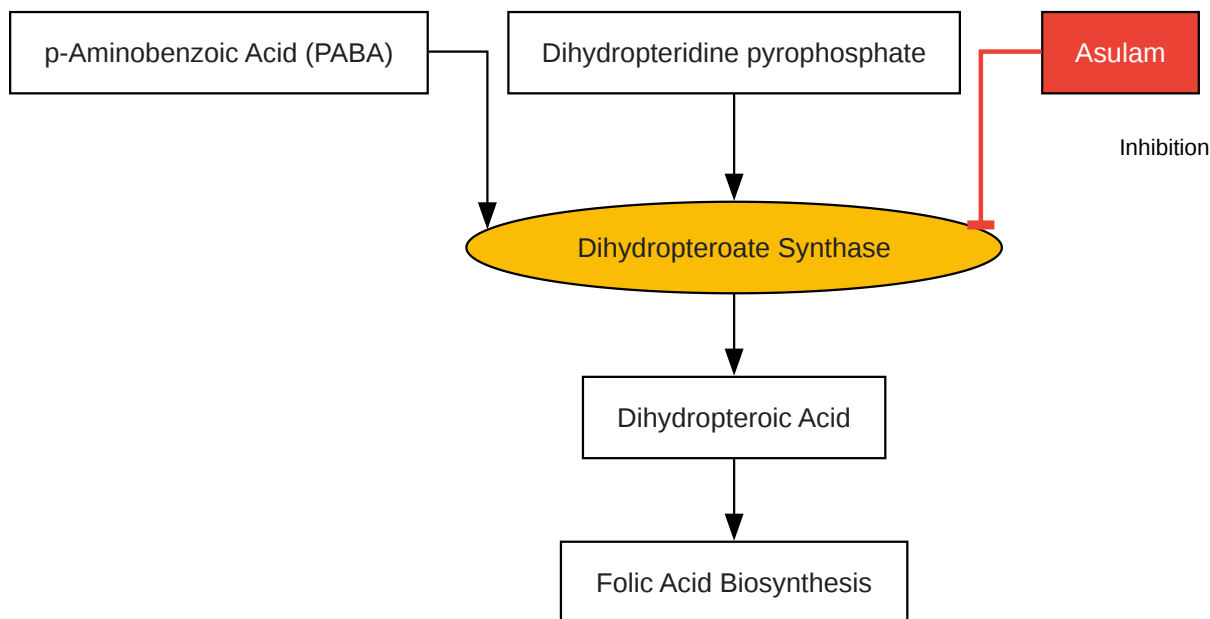 p-Aminobenzoic Acid (PABA)
Dihydropteridine pyrophosphate
Asulam
Inhibition
Dihydropteroate Synthase
Dihydropteroic Acid
Folic Acid Biosynthesis